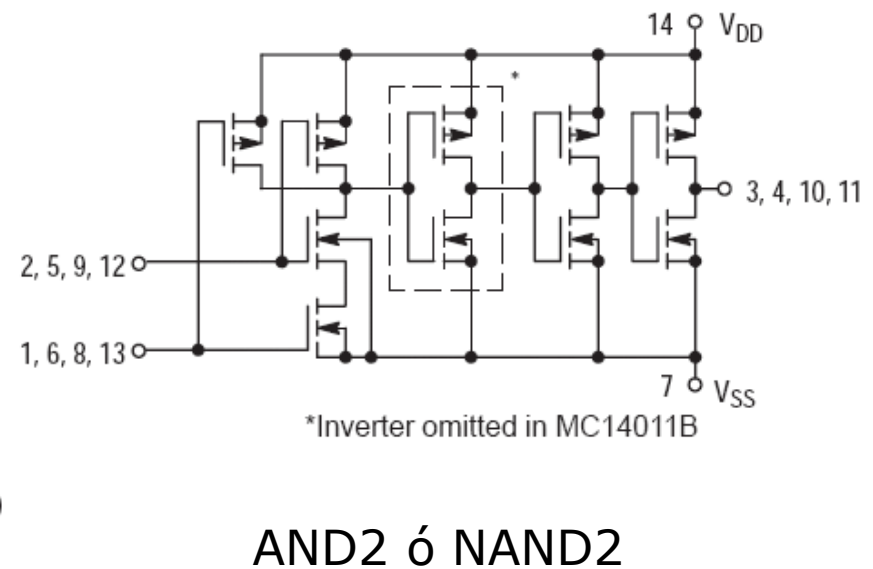 14 VDD
*
2, 5, 9, 12
3, 4, 10, 11
1, 6, 8, 13
7 VSS
*Inverter omitted in MC14011B
)
AND2 ó NAND2